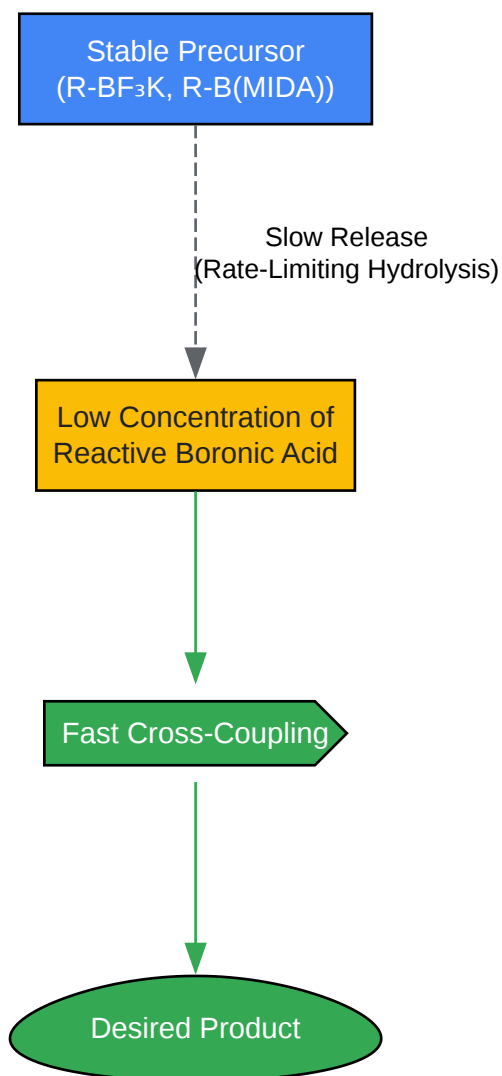 Stable Precursor
(R-BF₃K, R-B(MIDA))
Slow Release
(Rate-Limiting Hydrolysis)
Low Concentration of
Reactive Boronic Acid
Fast Cross-Coupling
Desired Product